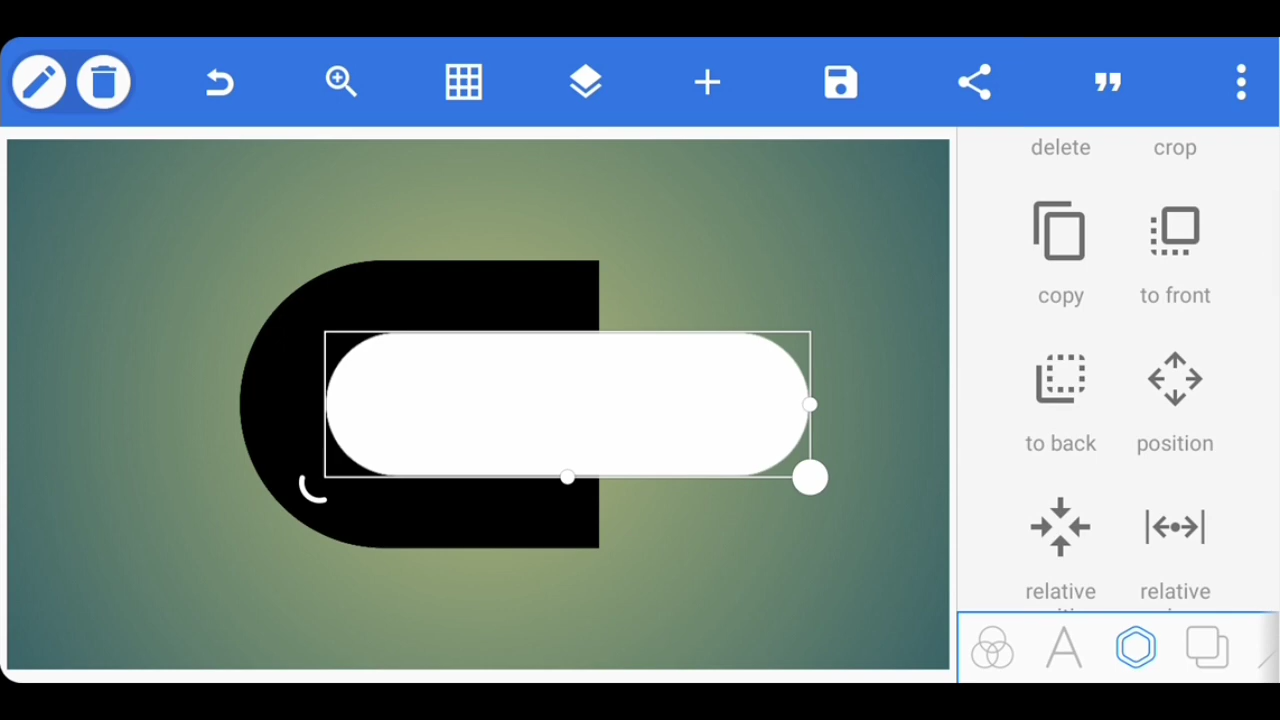 delete crop
copy to front
to back position
relative relative